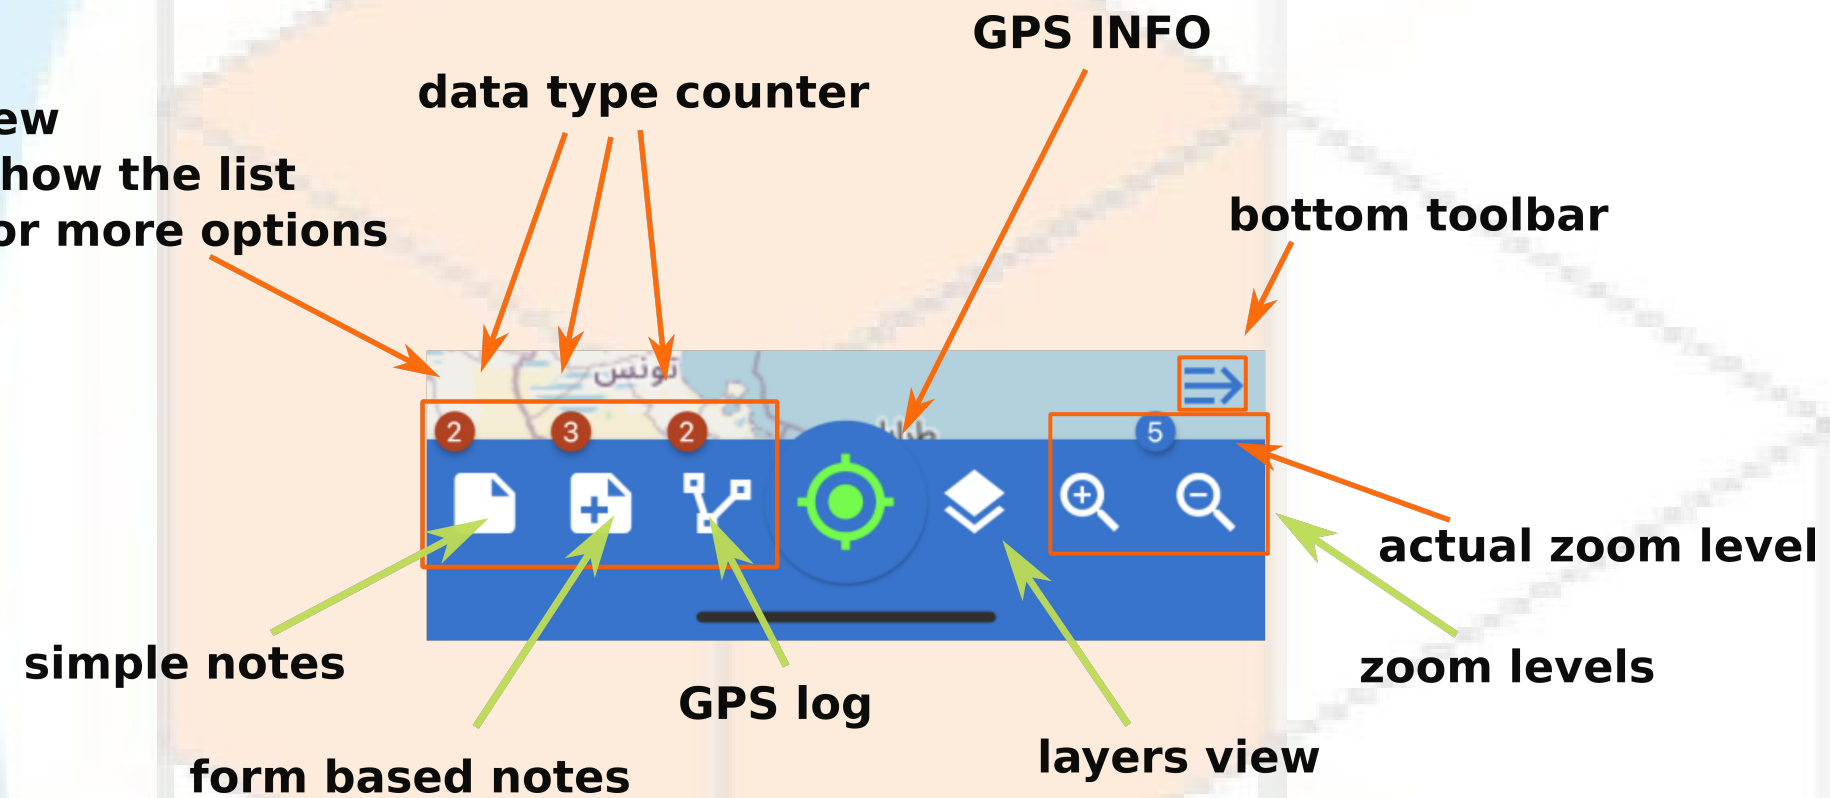 GPS INFO
data type counter
ew
how the list
or more options
bottom toolbar
تونس
2
3
2
5
actual zoom level
simple notes
zoom levels
GPS log
layers view
form based notes